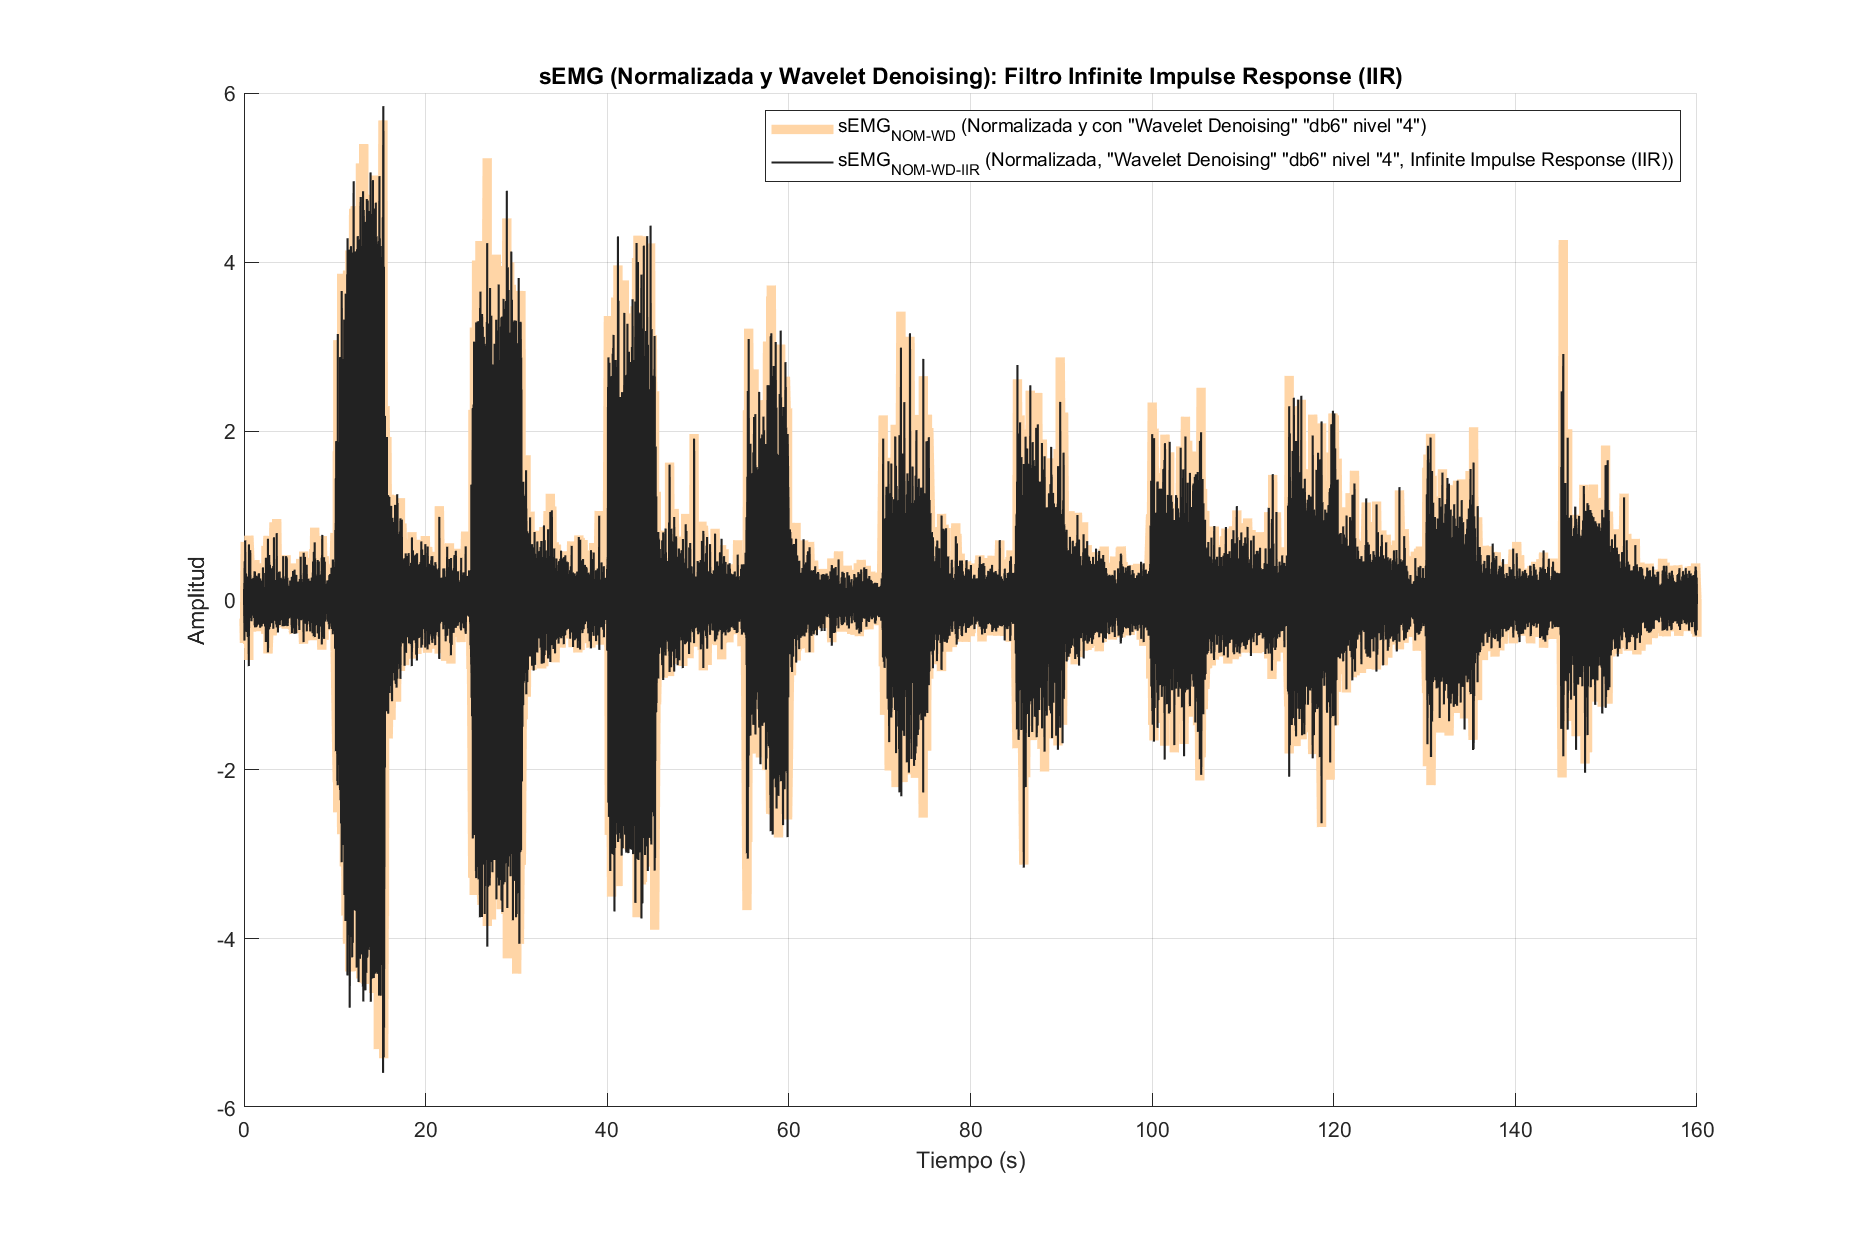 sEMG (Normalizada y Wavelet Denoising): Filtro Infinite Impulse Response (IIR)
sEMG_NOM-WD (Normalizada y con "Wavelet Denoising" "db6" nivel "4")
sEMG_NOM-WD-IIR (Normalizada, "Wavelet Denoising" "db6" nivel "4", Infinite Impulse Response (IIR))
Amplitud
6
4
2
0
-2
-4
-6
0 20 40 60 80 100 120 140 160
Tiempo (s)